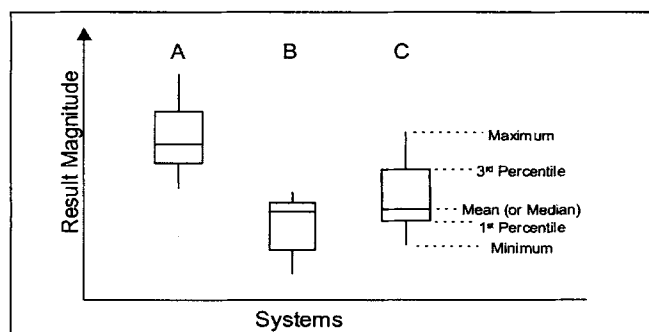 A B C
Result Magnitude
Maximum
3rd Percentile
Mean (or Median)
1st Percentile
Minimum
Systems